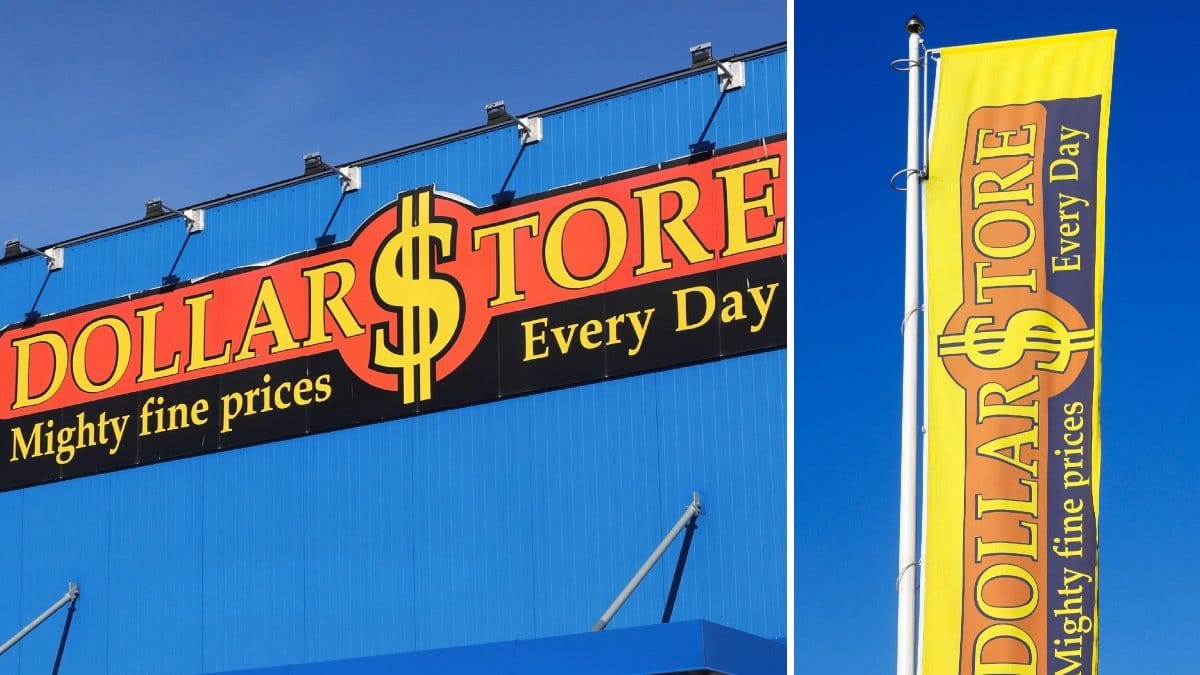 DOLLAR$TORE
Mighty fine prices
Every Day
DOLLAR$TORE
Mighty fine prices
Every Day